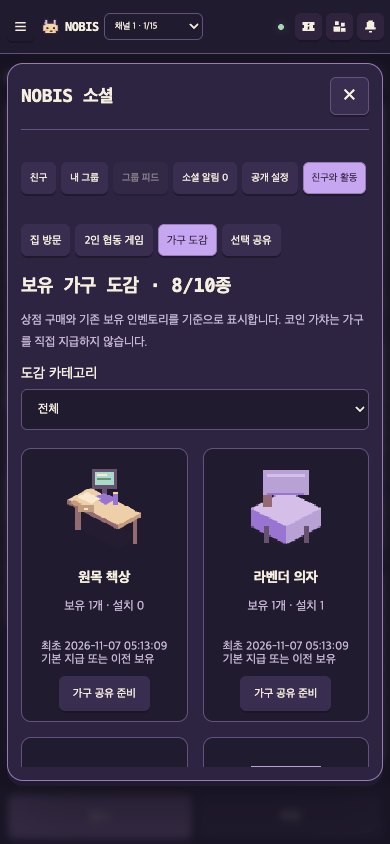 NOBIS
채널 1 · 1/15
NOBIS 소셜
친구
내 그룹
그룹 피드
소셜 알림 0
공개 설정
친구와 활동
집 방문
2인 협동 게임
가구 도감
선택 공유
보유 가구 도감 · 8/10종
상점 구매와 기존 보유 인벤토리를 기준으로 표시합니다. 코인 가챠는 가구
를 직접 지급하지 않습니다.
도감 카테고리
전체
원목 책상
보유 1개 · 설치 0
최초 2026-11-07 05:13:09
기본 지급 또는 이전 보유
가구 공유 준비
라벤더 의자
보유 1개 · 설치 1
최초 2026-11-07 05:13:09
기본 지급 또는 이전 보유
가구 공유 준비